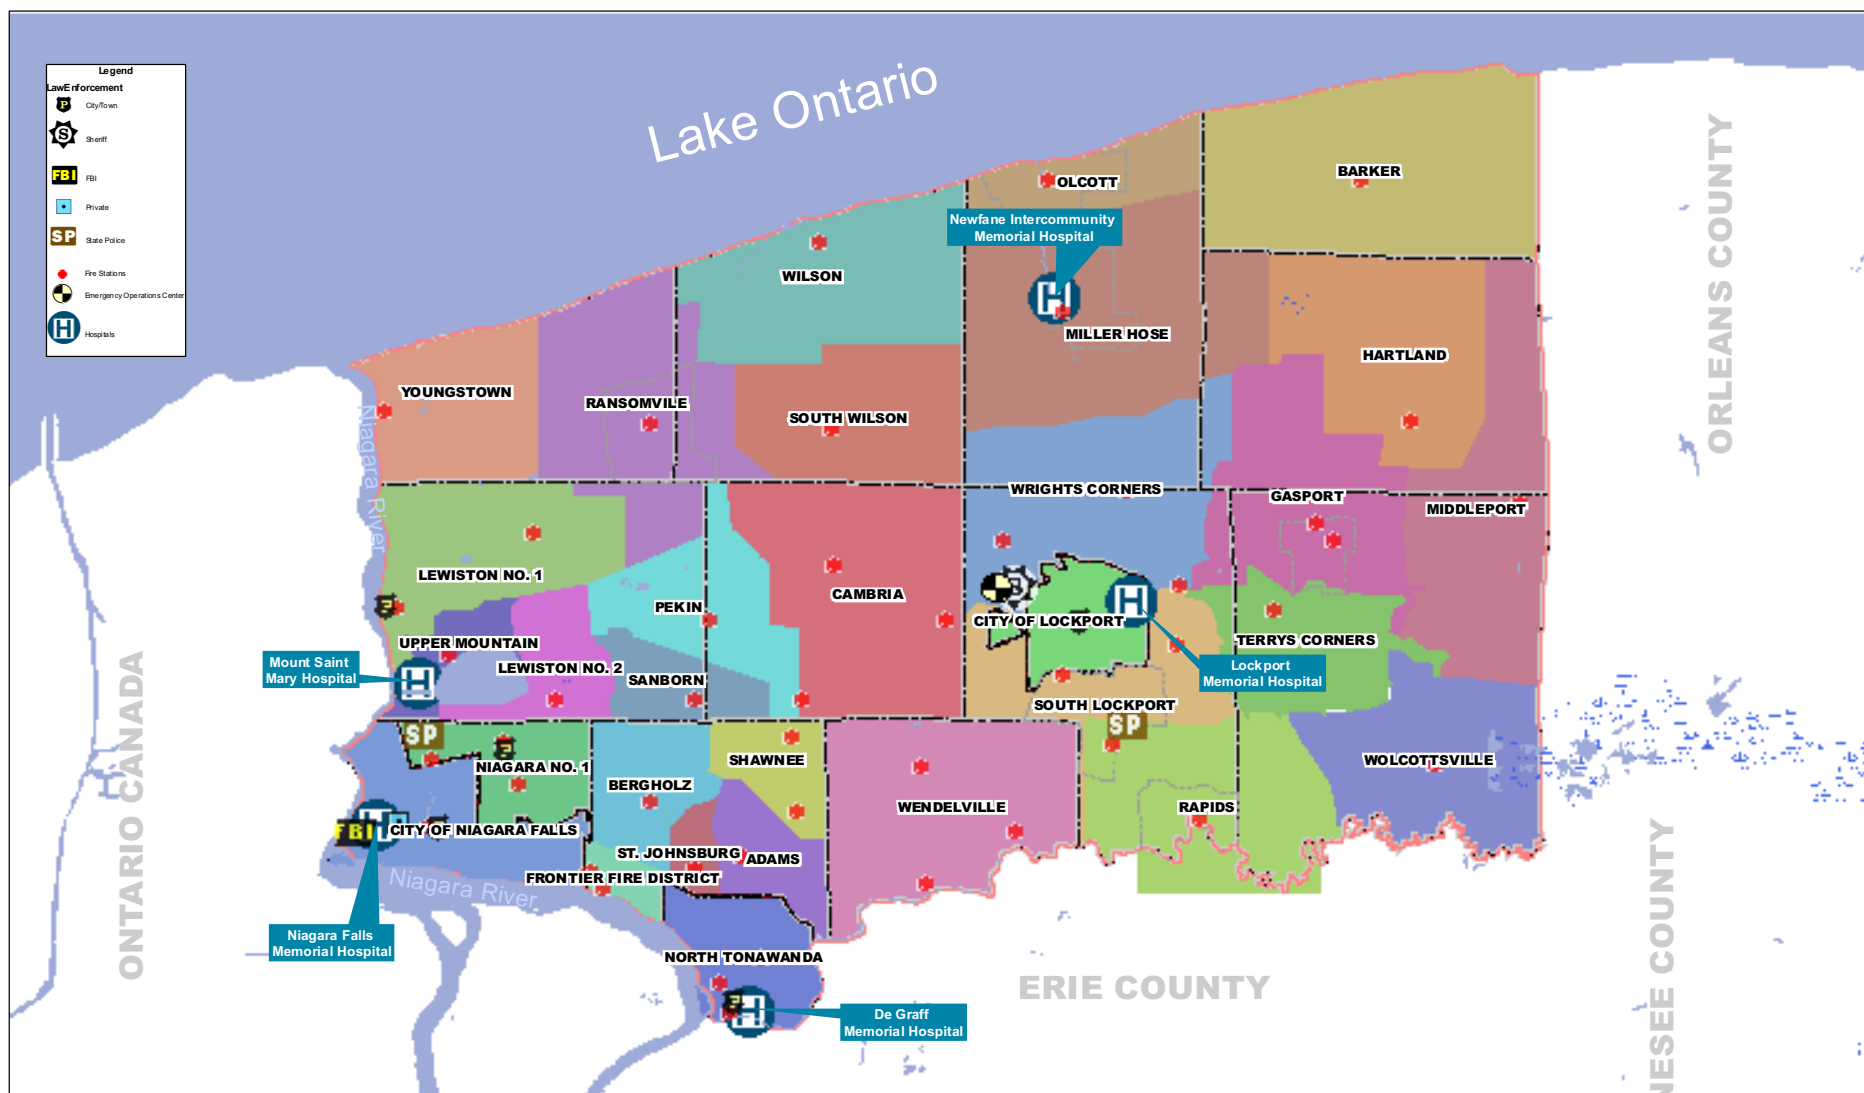 Legend
LawEnforcement
P
City/Town
S
Sheriff
FBI
FBI
Private
SP
State Police
Fire Stations
Emergency Operations Center
H
Hospitals
Lake Ontario
BARKER
OLCOTT
Newfane Intercommunity
Memorial Hospital
WILSON
H
MILLER HOSE
HARTLAND
YOUNGSTOWN
RANSOMVILE
SOUTH WILSON
Niagara River
WRIGHTS CORNERS
GASPORT
MIDDLEPORT
LEWISTON NO. 1
PEKIN
CAMBRIA
S
H
CITY OF LOCKPORT
TERRYS CORNERS
UPPER MOUNTAIN
LEWISTON NO. 2
SANBORN
Mount Saint
Mary Hospital
H
Lockport
Memorial Hospital
SOUTH LOCKPORT
SP
SP
SHAWNEE
NIAGARA NO. 1
BERGHOLZ
WOLCOTTSVILLE
WENDELVILLE
RAPIDS
FBI
H
CITY OF NIAGARA FALLS
ST. JOHNSBURG
ADAMS
FRONTIER FIRE DISTRICT
Niagara River
Niagara Falls
Memorial Hospital
NORTH TONAWANDA
H
De Graff
Memorial Hospital
ONTARIO CANADA
ERIE COUNTY
ORLEANS COUNTY
NESEE COUNTY